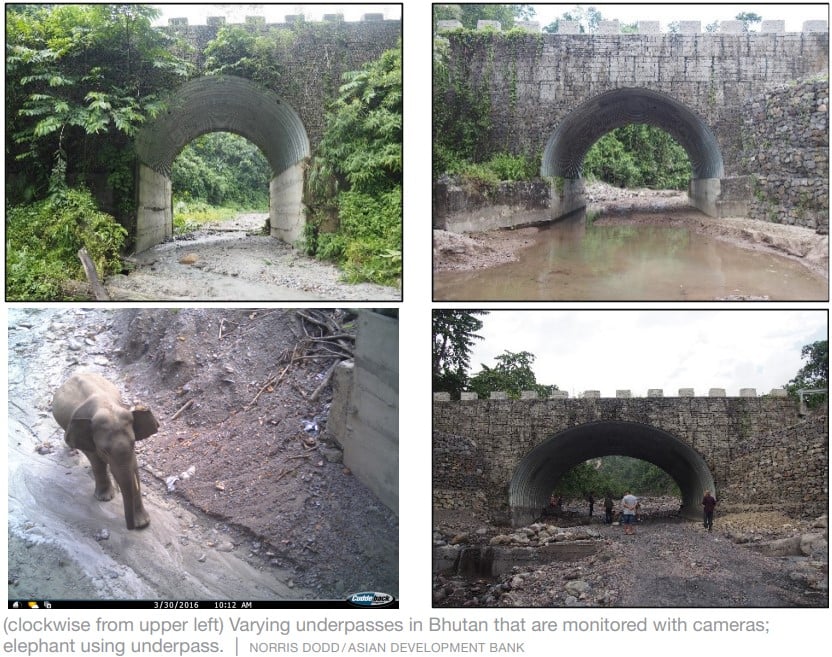 3/30/2016 10:12 AM Cuddeback
(clockwise from upper left) Varying underpasses in Bhutan that are monitored with cameras;
elephant using underpass. | NORRIS DODD/ASIAN DEVELOPMENT BANK